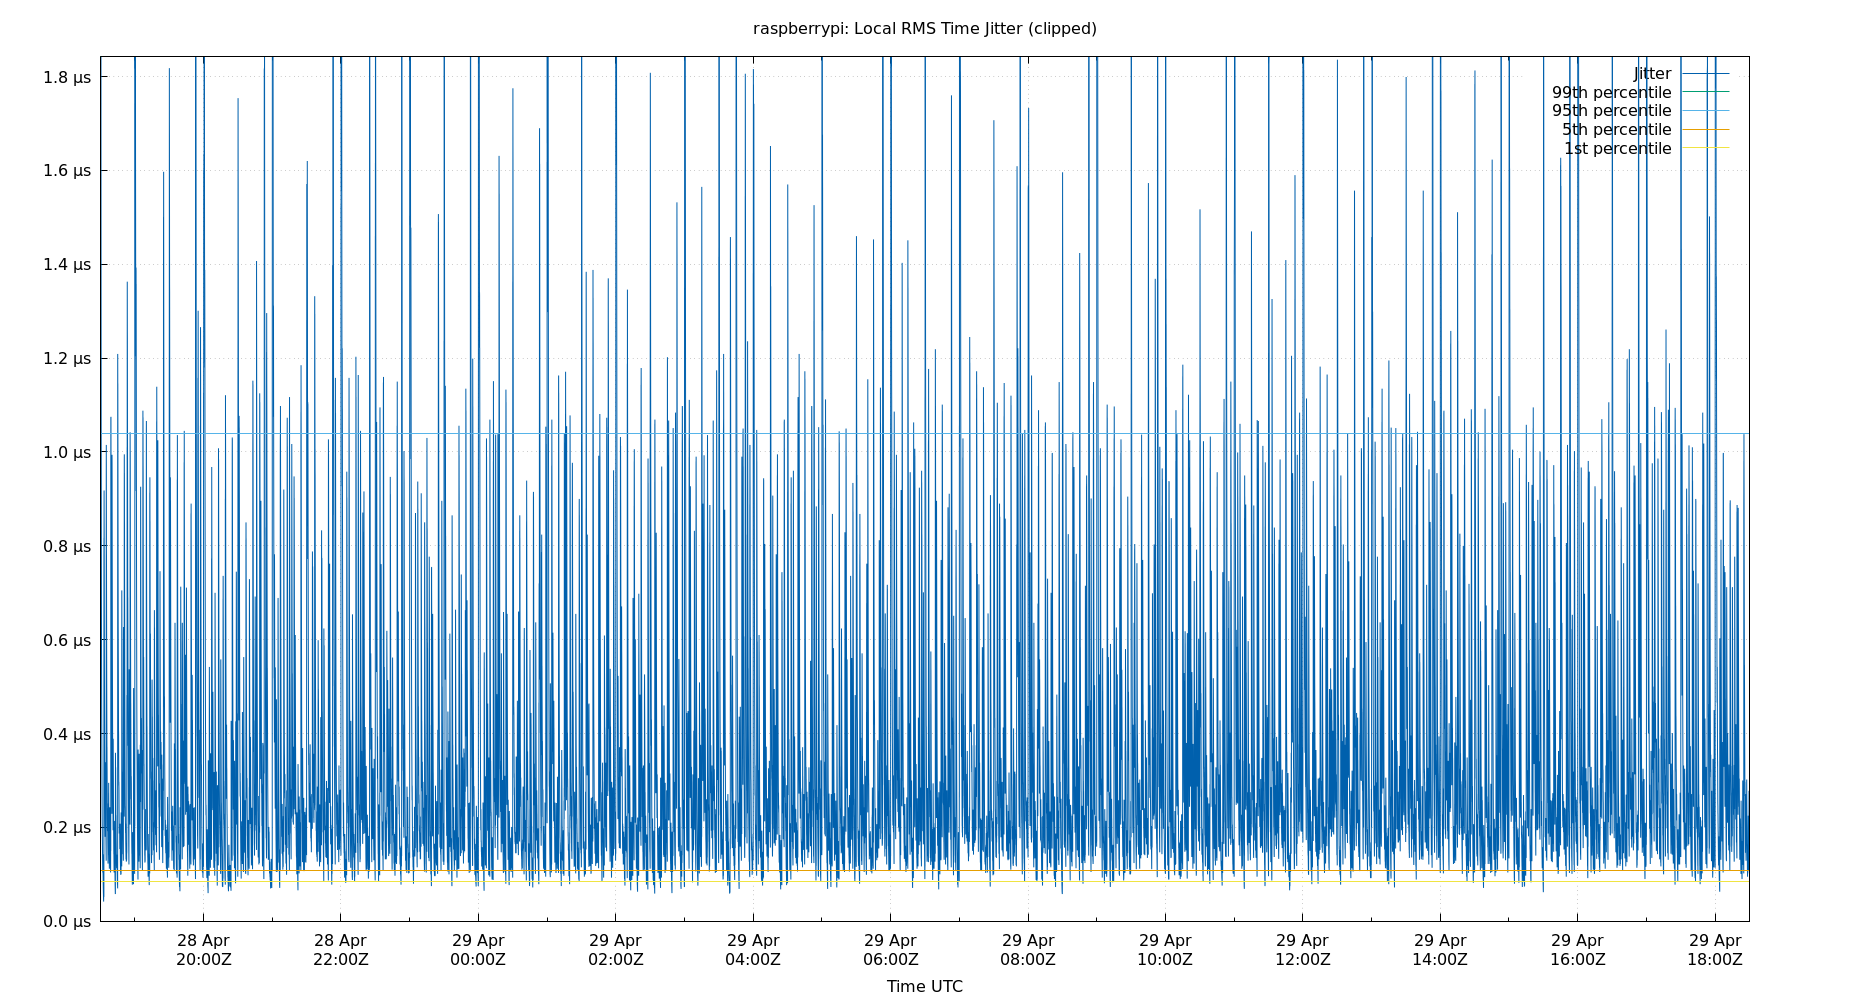 raspberrypi: Local RMS Time Jitter (clipped)
Jitter
99th percentile
95th percentile
5th percentile
1st percentile
1.8 µs
1.6 µs
1.4 µs
1.2 µs
1.0 µs
0.8 µs
0.6 µs
0.4 µs
0.2 µs
0.0 µs
28 Apr 28 Apr 29 Apr 29 Apr 29 Apr 29 Apr 29 Apr 29 Apr 29 Apr 29 Apr 29 Apr 29 Apr
20:00Z 22:00Z 00:00Z 02:00Z 04:00Z 06:00Z 08:00Z 10:00Z 12:00Z 14:00Z 16:00Z 18:00Z
Time UTC